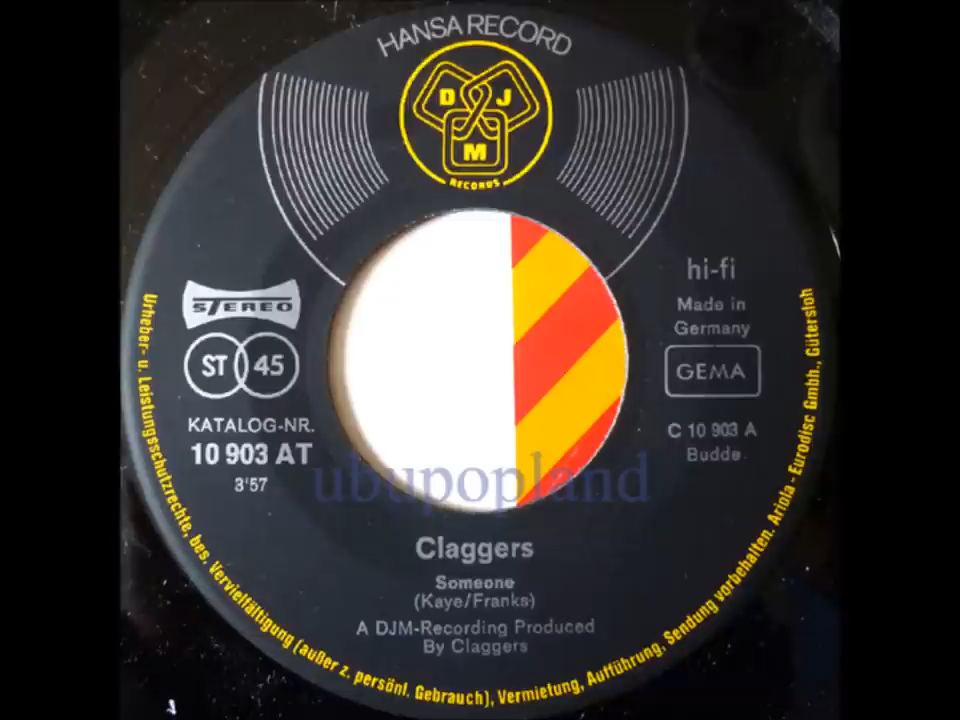 HANSA RECORD
D J
M
RECORDS
STEREO
ST 45
KATALOG-NR.
10 903 AT
3'57
hi-fi
Made in
Germany
GEMA
C 10 903 A
Budde
ubupopland
Claggers
Someone
(Kaye/Franks)
A DJM-Recording Produced
By Claggers
Urheber- u. Leistungsschutzrechte, bes. Vervielfältigung (außer z. persönl. Gebrauch), Vermietung, Aufführung, Sendung vorbehalten. Ariola - Eurodisc Gmbh., Gütersloh